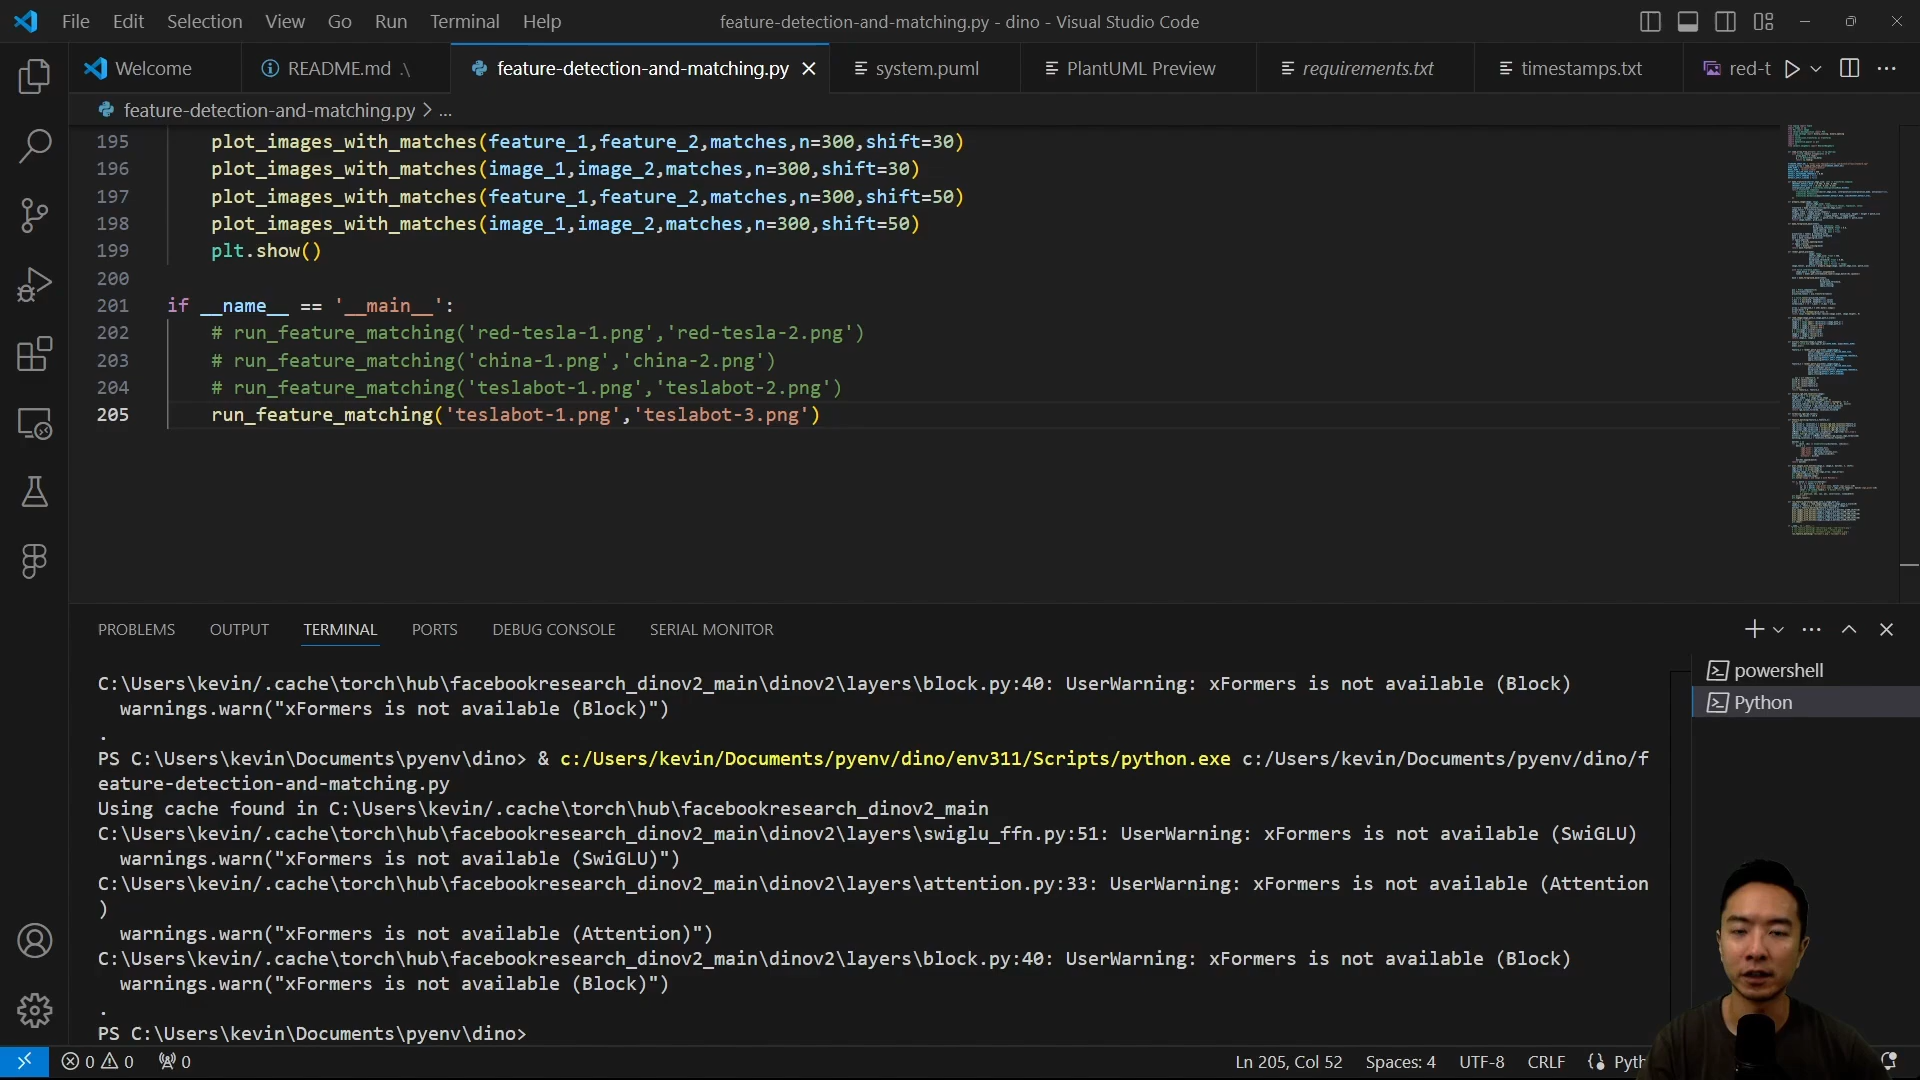 File Edit Selection View Go Run Terminal Help feature-detection-and-matching.py - dino - Visual Studio Code
Welcome README.md .\ feature-detection-and-matching.py system.puml PlantUML Preview requirements.txt timestamps.txt red-t
feature-detection-and-matching.py > ...
195 plot_images_with_matches(feature_1,feature_2,matches,n=300,shift=30)
196 plot_images_with_matches(image_1,image_2,matches,n=300,shift=30)
197 plot_images_with_matches(feature_1,feature_2,matches,n=300,shift=50)
198 plot_images_with_matches(image_1,image_2,matches,n=300,shift=50)
199 plt.show()
200
201 if __name__ == '__main__':
202 # run_feature_matching('red-tesla-1.png','red-tesla-2.png')
203 # run_feature_matching('china-1.png','china-2.png')
204 # run_feature_matching('teslabot-1.png','teslabot-2.png')
205 run_feature_matching('teslabot-1.png','teslabot-3.png')
PROBLEMS OUTPUT TERMINAL PORTS DEBUG CONSOLE SERIAL MONITOR
powershell
Python
C:\Users\kevin/.cache\torch\hub\facebookresearch_dinov2_main\dinov2\layers\block.py:40: UserWarning: xFormers is not available (Block)
warnings.warn("xFormers is not available (Block)")
.
PS C:\Users\kevin\Documents\pyenv\dino> & c:/Users/kevin/Documents/pyenv/dino/env311/Scripts/python.exe c:/Users/kevin/Documents/pyenv/dino/f
eature-detection-and-matching.py
Using cache found in C:\Users\kevin/.cache\torch\hub\facebookresearch_dinov2_main
C:\Users\kevin/.cache\torch\hub\facebookresearch_dinov2_main\dinov2\layers\swiglu_ffn.py:51: UserWarning: xFormers is not available (SwiGLU)
warnings.warn("xFormers is not available (SwiGLU)")
C:\Users\kevin/.cache\torch\hub\facebookresearch_dinov2_main\dinov2\layers\attention.py:33: UserWarning: xFormers is not available (Attention
)
warnings.warn("xFormers is not available (Attention)")
C:\Users\kevin/.cache\torch\hub\facebookresearch_dinov2_main\dinov2\layers\block.py:40: UserWarning: xFormers is not available (Block)
warnings.warn("xFormers is not available (Block)")
.
PS C:\Users\kevin\Documents\pyenv\dino>
0 0 0 Ln 205, Col 52 Spaces: 4 UTF-8 CRLF Pyth